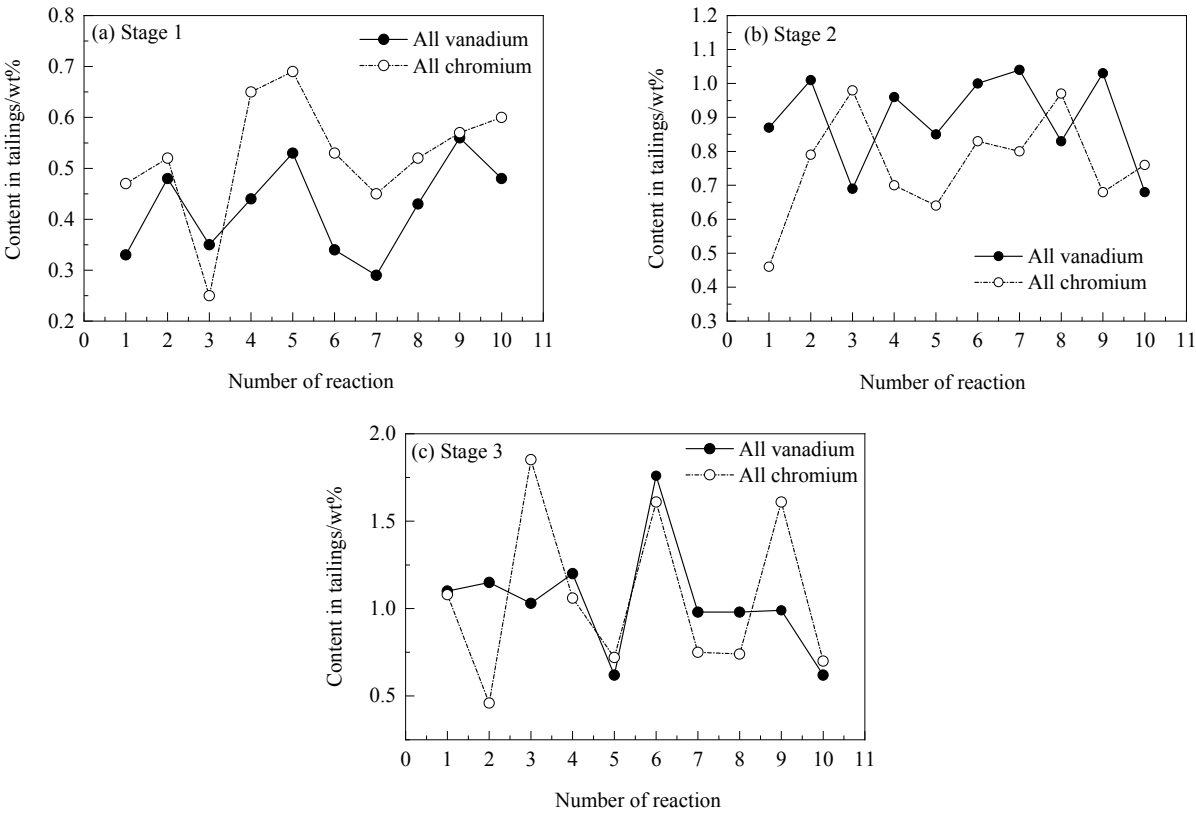 (a) Stage 1
All vanadium
All chromium
0.8
0.7
0.6
0.5
0.4
0.3
0.2
Content in tailings/wt%
0 1 2 3 4 5 6 7 8 9 10 11
Number of reaction
(b) Stage 2
1.2
1.1
1.0
0.9
0.8
0.7
0.6
0.5
0.4
0.3
Content in tailings/wt%
All vanadium
All chromium
0 1 2 3 4 5 6 7 8 9 10 11
Number of reaction
(c) Stage 3
All vanadium
All chromium
2.0
1.5
1.0
0.5
Content in tailings/wt%
0 1 2 3 4 5 6 7 8 9 10 11
Number of reaction